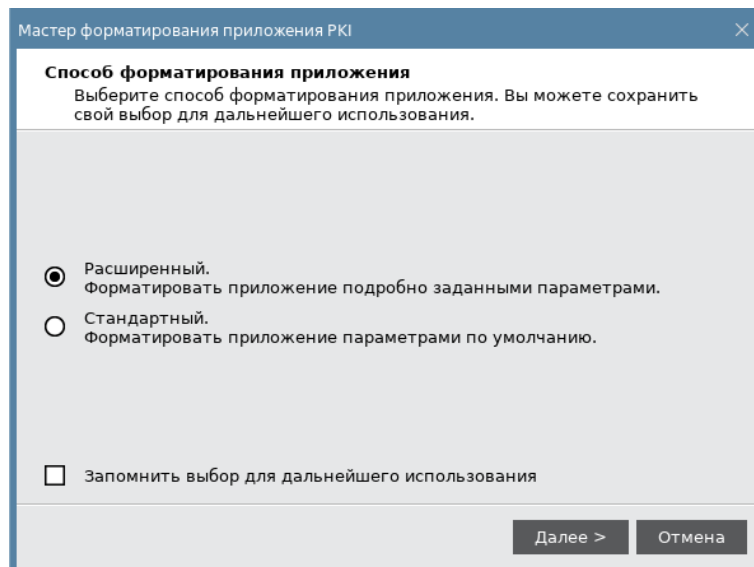 Мастер форматирования приложения PKI
Способ форматирования приложения
Выберите способ форматирования приложения. Вы можете сохранить
свой выбор для дальнейшего использования.
Расширенный.
Форматировать приложение подробно заданными параметрами.
Стандартный.
Форматировать приложение параметрами по умолчанию.
Запомнить выбор для дальнейшего использования
Далее >
Отмена